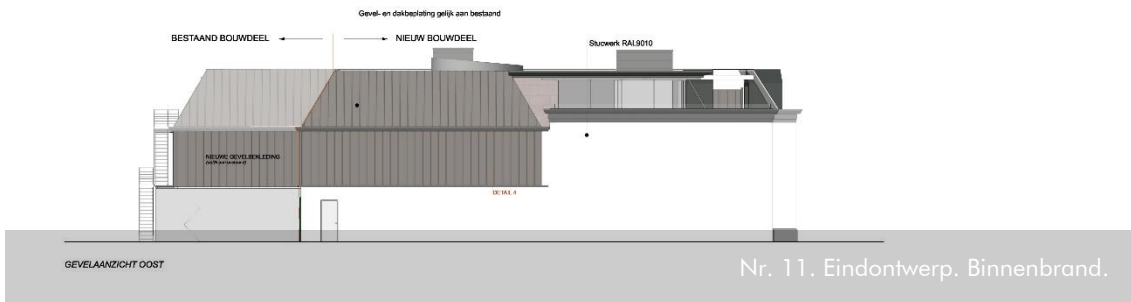 Gevel- en dakbeplating gelijk aan bestaand
BESTAAND BOUWDEEL
NIEUW BOUWDEEL
Stucwerk RAL9010
NIEUWE GEVELBEKLEDING
DETAIL 4
GEVELAANZICHT OOST
Nr. 11. Eindontwerp. Binnenbrand.